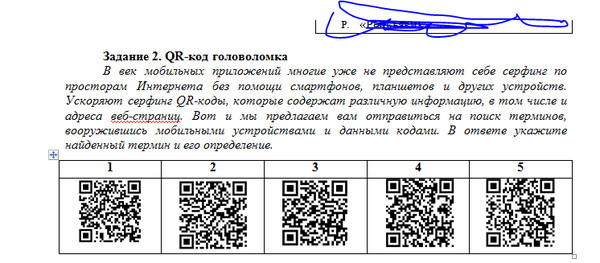 Р.
Задание 2. QR-код головоломка
В век мобильных приложений многие уже не представляют себе серфинг по
просторам Интернета без помощи смартфонов, планшетов и других устройств.
Ускоряют серфинг QR-коды, которые содержат различную информацию, в том числе и
адреса веб-страниц. Вот и мы предлагаем вам отправиться на поиск терминов,
вооружившись мобильными устройствами и данными кодами. В ответе укажите
найденный термин и его определение.
1 2 3 4 5